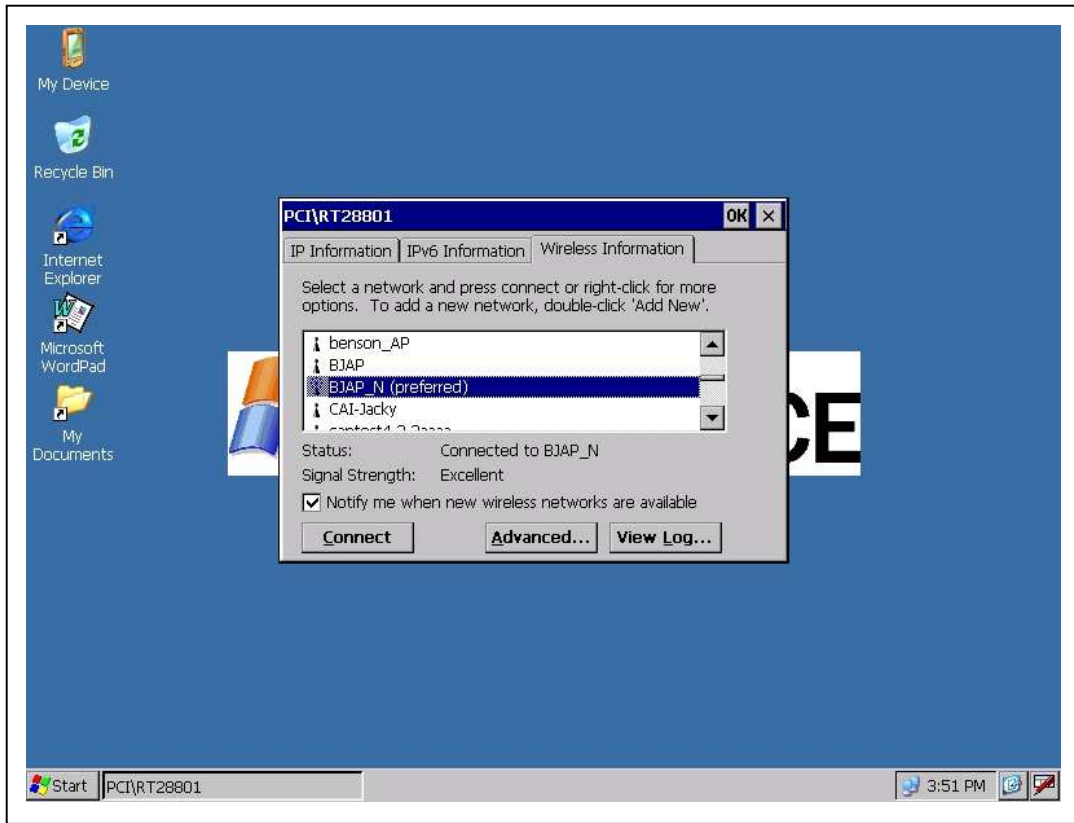 My Device
Recycle Bin
Internet
Explorer
Microsoft
WordPad
My
Documents
PCI\RT28801
OK
IP Information
IPv6 Information
Wireless Information
Select a network and press connect or right-click for more
options. To add a new network, double-click 'Add New'.
benson_AP
BJAP
BJAP_N (preferred)
CAI-Jacky
Status: Connected to BJAP_N
Signal Strength: Excellent
Notify me when new wireless networks are available
Connect
Advanced...
View Log...
CE
Start
PCI\RT28801
3:51 PM